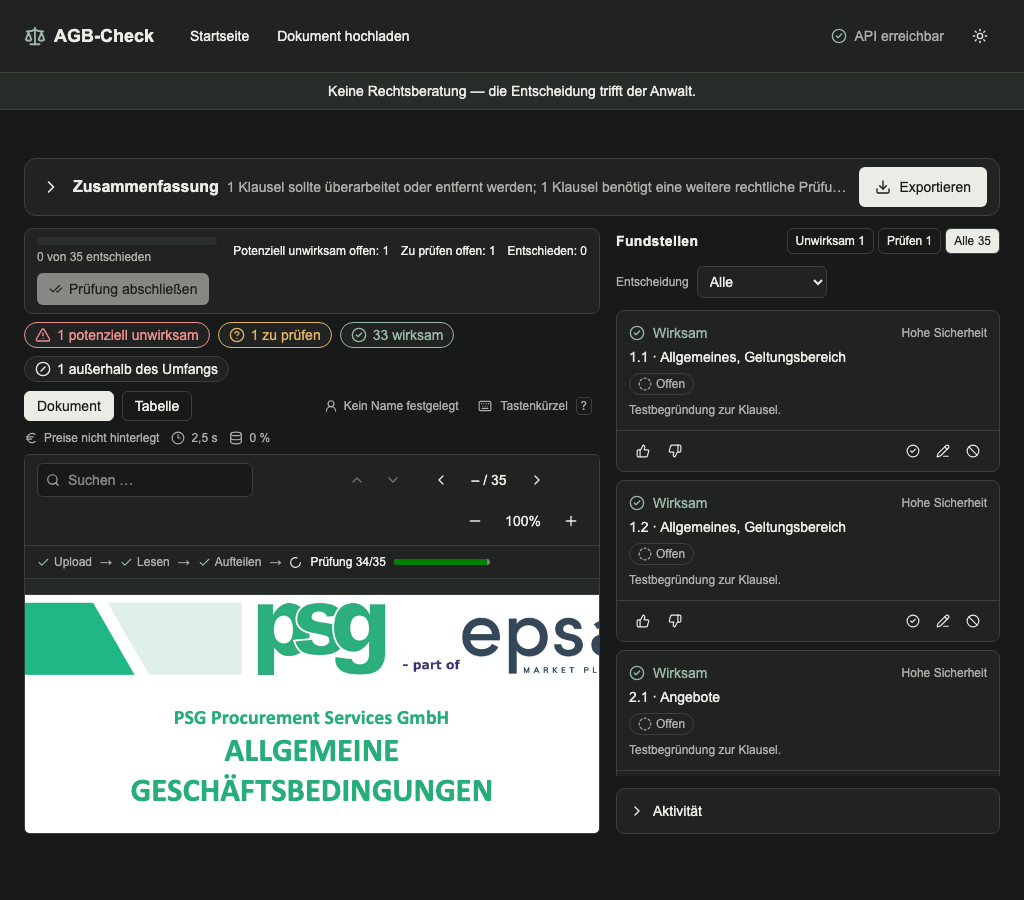 AGB-Check
Startseite
Dokument hochladen
API erreichbar
Keine Rechtsberatung — die Entscheidung trifft der Anwalt.
Zusammenfassung
1 Klausel sollte überarbeitet oder entfernt werden; 1 Klausel benötigt eine weitere rechtliche Prüfu…
Exportieren
0 von 35 entschieden
Potenziell unwirksam offen: 1
Zu prüfen offen: 1
Entschieden: 0
Prüfung abschließen
1 potenziell unwirksam
1 zu prüfen
33 wirksam
1 außerhalb des Umfangs
Dokument
Tabelle
Kein Name festgelegt
Tastenkürzel
?
Preise nicht hinterlegt
2,5 s
0 %
Suchen …
– / 35
100%
Upload → Lesen → Aufteilen → Prüfung 34/35
psg
- part of
epsa
MARKET PL
PSG Procurement Services GmbH
ALLGEMEINE
GESCHÄFTSBEDINGUNGEN
Fundstellen
Unwirksam 1
Prüfen 1
Alle 35
Entscheidung
Alle
Wirksam
Hohe Sicherheit
1.1 · Allgemeines, Geltungsbereich
Offen
Testbegründung zur Klausel.
Wirksam
Hohe Sicherheit
1.2 · Allgemeines, Geltungsbereich
Offen
Testbegründung zur Klausel.
Wirksam
Hohe Sicherheit
2.1 · Angebote
Offen
Testbegründung zur Klausel.
Aktivität